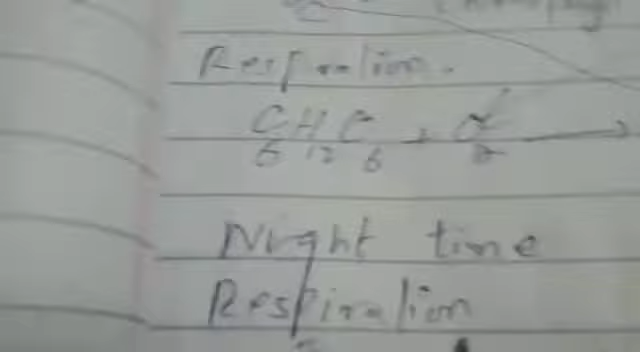 Respiration.
C6H12O6 + O2 →
Night time
Respiration